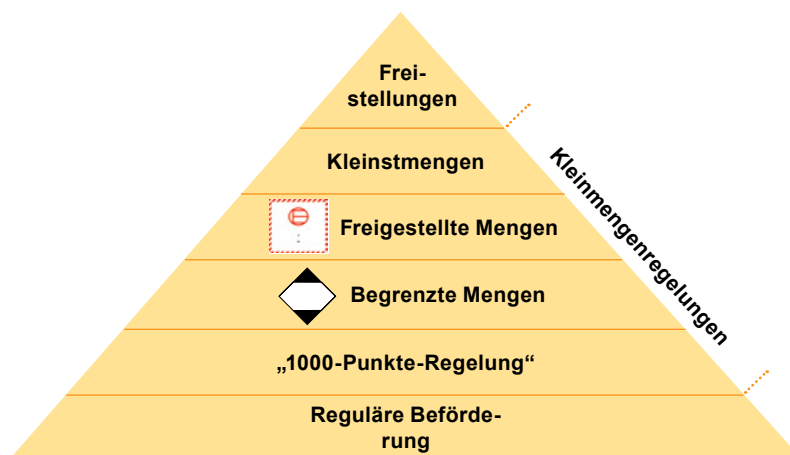 Frei-
stellungen
Kleinstmengen
Freigestellte Mengen
Begrenzte Mengen
„1000-Punkte-Regelung“
Reguläre Beförde-
rung
Kleinmengenregelungen